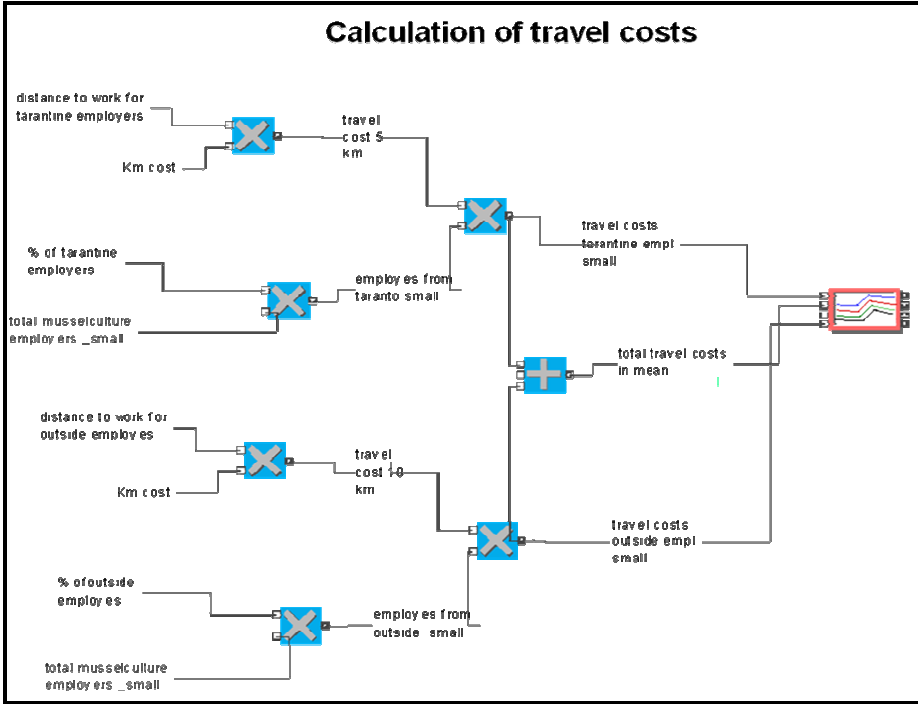 Calculation of travel costs
distance to work for
tarantine employers
Km cost
travel
cost 5
km
% of tarantine
employers
total musselculture
employers _small
employes from
taranto small
travel costs
tarantine empl
small
total travel costs
in mean
distance to work for
outside employes
Km cost
travel
cost 10
km
% of outside
employes
total musselculture
employers _small
employes from
outside_small
travel costs
outside empl
small